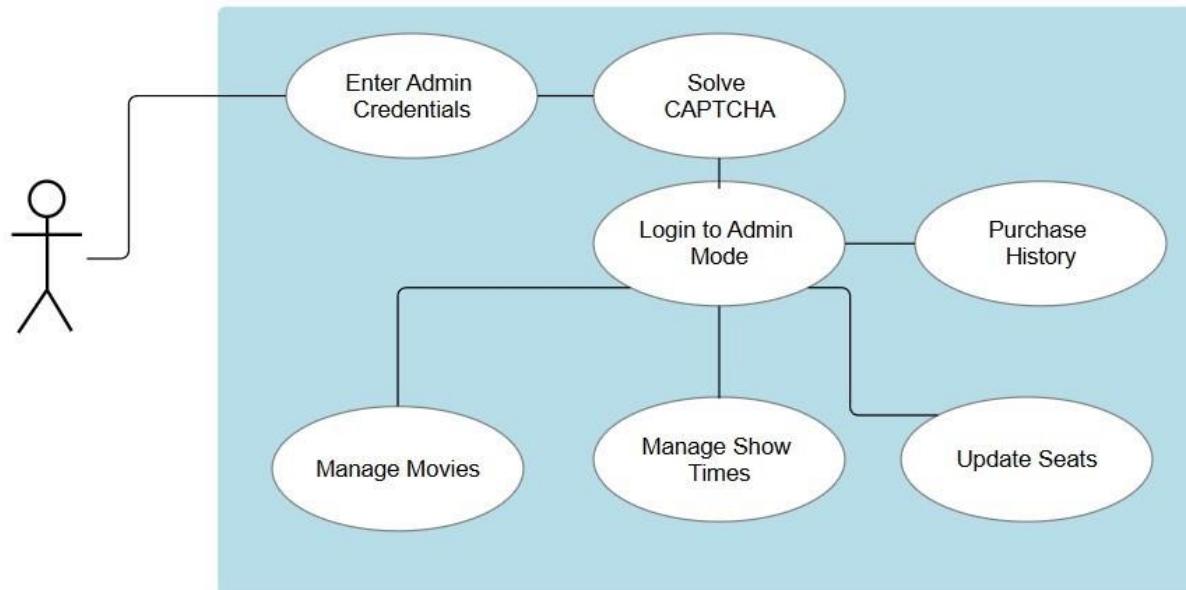 Enter Admin
Credentials
Solve
CAPTCHA
Login to Admin
Mode
Purchase
History
Manage Movies
Manage Show
Times
Update Seats